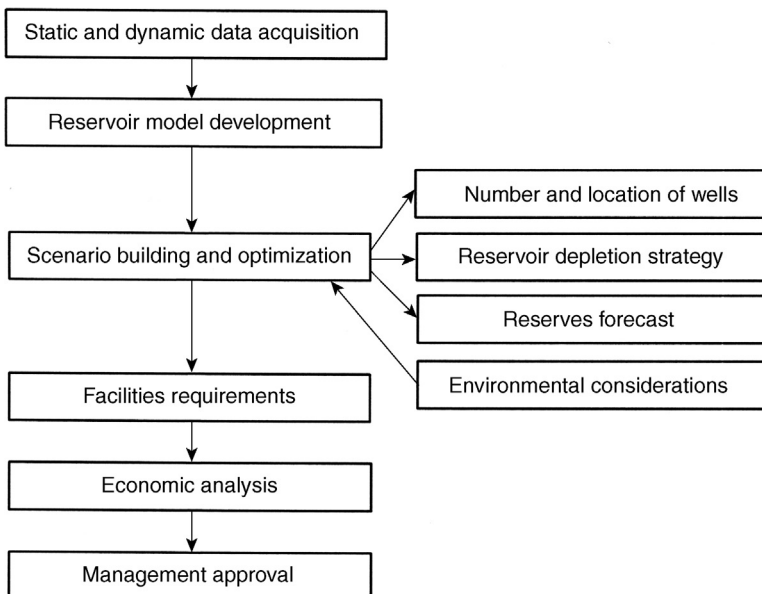 Static and dynamic data acquisition
Reservoir model development
Scenario building and optimization
Number and location of wells
Reservoir depletion strategy
Reserves forecast
Environmental considerations
Facilities requirements
Economic analysis
Management approval